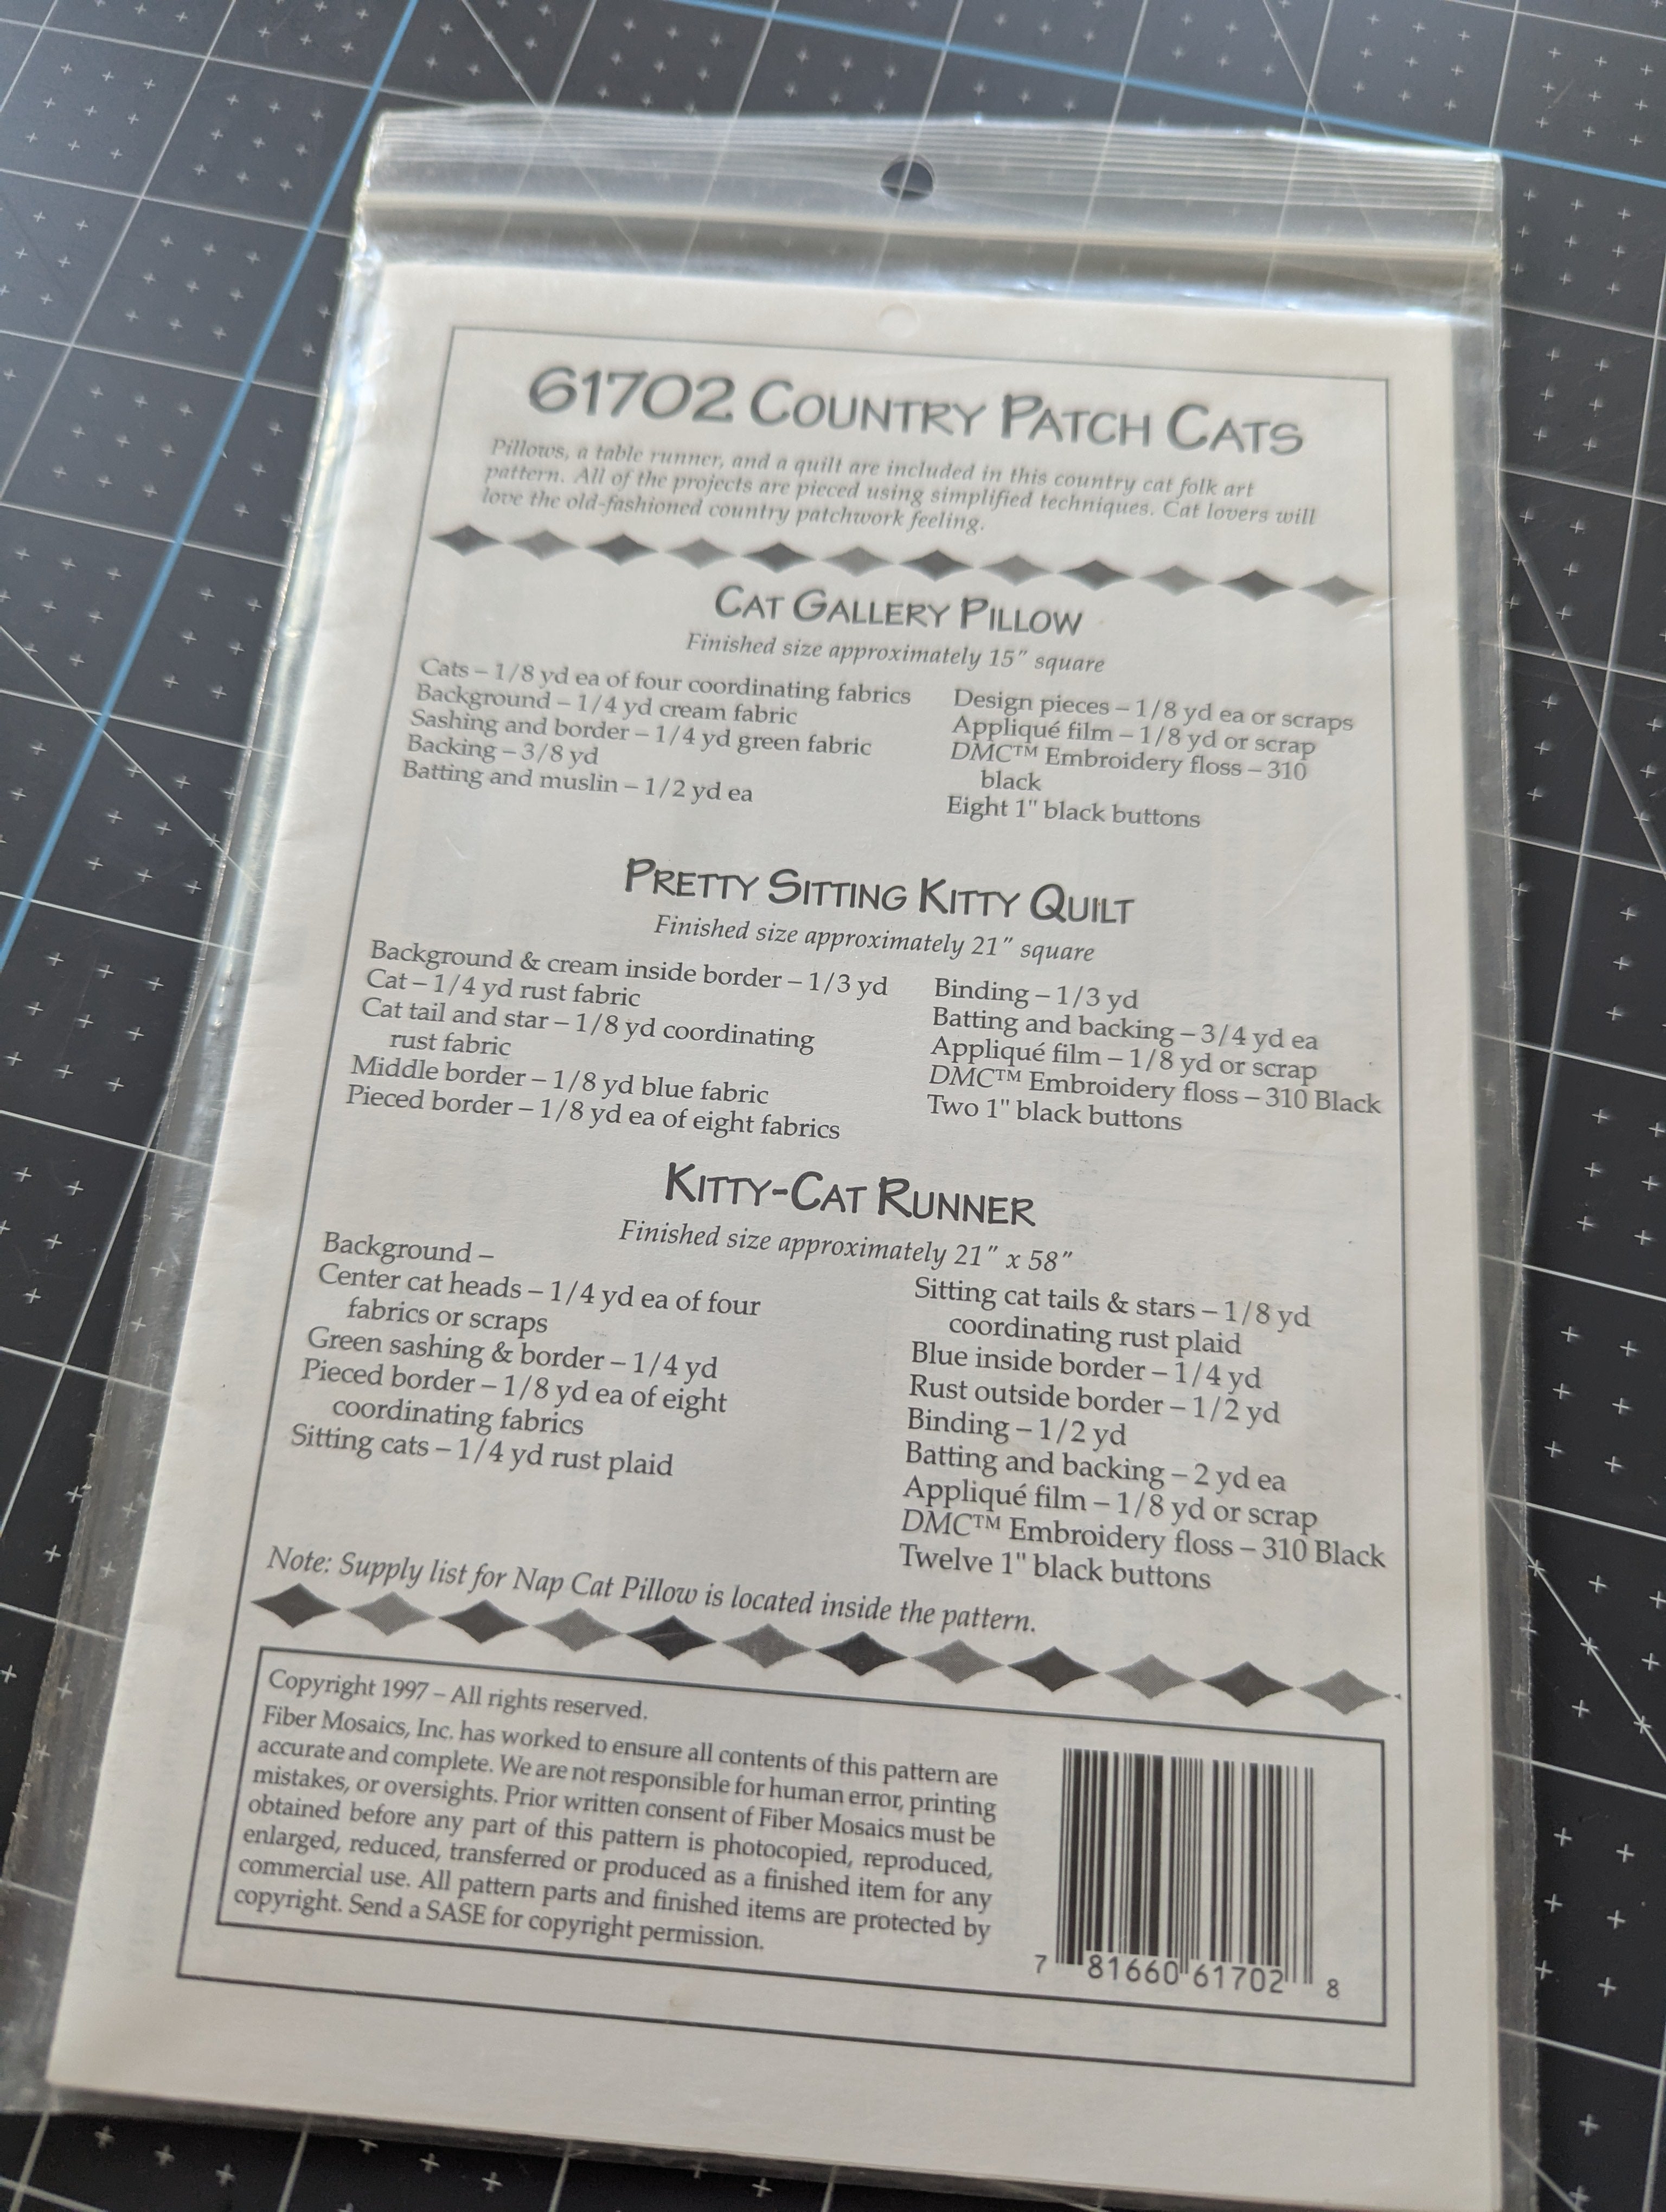 61702 COUNTRY PATCH CATS
Pillows, a table runner, and a quilt are included in this country cat folk art
pattern. All of the projects are pieced using simplified techniques. Cat lovers will
love the old-fashioned country patchwork feeling.
CAT GALLERY PILLOW
Finished size approximately 15" square
Cats – 1/8 yd ea of four coordinating fabrics
Background – 1/4 yd cream fabric
Sashing and border – 1/4 yd green fabric
Backing – 3/8 yd
Batting and muslin – 1/2 yd ea
Design pieces – 1/8 yd ea or scraps
Appliqué film – 1/8 yd or scrap
DMC™ Embroidery floss – 310
black
Eight 1" black buttons
PRETTY SITTING KITTY QUILT
Finished size approximately 21" square
Background & cream inside border – 1/3 yd
Cat – 1/4 yd rust fabric
Cat tail and star – 1/8 yd coordinating
rust fabric
Middle border – 1/8 yd blue fabric
Pieced border – 1/8 yd ea of eight fabrics
Binding – 1/3 yd
Batting and backing – 3/4 yd ea
Appliqué film – 1/8 yd or scrap
DMC™ Embroidery floss – 310 Black
Two 1" black buttons
KITTY-CAT RUNNER
Finished size approximately 21" x 58"
Background –
Center cat heads – 1/4 yd ea of four
fabrics or scraps
Green sashing & border – 1/4 yd
Pieced border – 1/8 yd ea of eight
coordinating fabrics
Sitting cats – 1/4 yd rust plaid
Sitting cat tails & stars – 1/8 yd
coordinating rust plaid
Blue inside border – 1/4 yd
Rust outside border – 1/2 yd
Binding – 1/2 yd
Batting and backing – 2 yd ea
Appliqué film – 1/8 yd or scrap
DMC™ Embroidery floss – 310 Black
Twelve 1" black buttons
Note: Supply list for Nap Cat Pillow is located inside the pattern.
Copyright 1997 – All rights reserved.
Fiber Mosaics, Inc. has worked to ensure all contents of this pattern are
accurate and complete. We are not responsible for human error, printing
mistakes, or oversights. Prior written consent of Fiber Mosaics must be
obtained before any part of this pattern is photocopied, reproduced,
enlarged, reduced, transferred or produced as a finished item for any
commercial use. All pattern parts and finished items are protected by
copyright. Send a SASE for copyright permission.
7 81660 61702 8